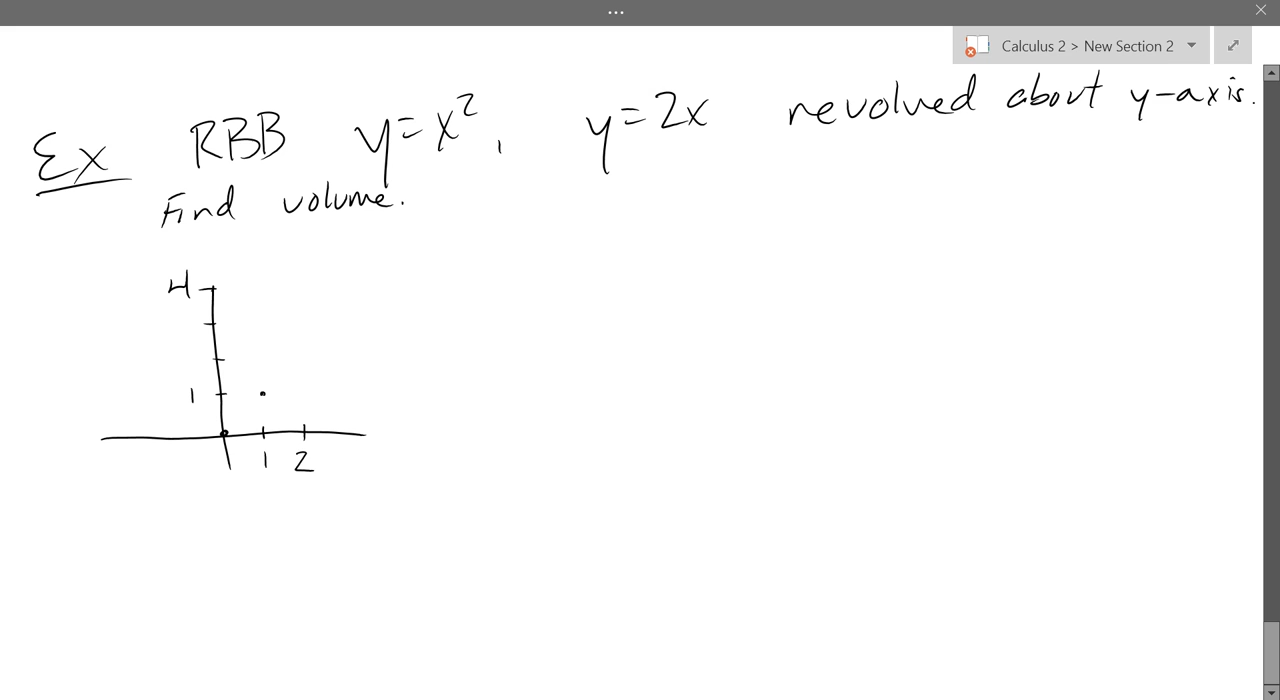 Calculus 2 > New Section 2
Ex RBB y=x², y=2x revolved about y-axis.
Find volume.
4
1
1 2